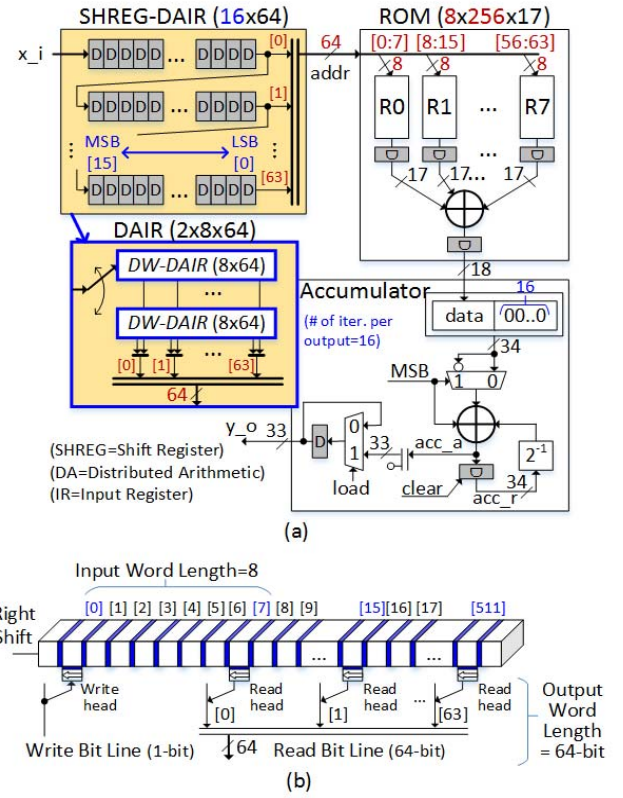 SHREG-DAIR (16x64)
ROM (8x256x17)
x_i
DDDDD ... DDDD
[0]
64
addr
[0:7] [8:15] [56:63]
8 8 8
DDDDD ... DDDD
[1]
R0 R1 ... R7
MSB LSB
[15] [0]
⋮ ⋮
D D ... D
DDDDD ... DDDD
[63]
17 17... 17
D
DAIR (2x8x64)
18
DW-DAIR (8x64)
...
DW-DAIR (8x64)
[0] [1] ... [63]
64
Accumulator
(# of iter. per
output=16)
16
data 00..0
34
MSB
1 0
y_o 33
D
0
1
33
acc_a
D
2-1
load
clear
34
acc_r
(SHREG=Shift Register)
(DA=Distributed Arithmetic)
(IR=Input Register)
(a)
Input Word Length=8
Right
Shift
[0] [1] [2] [3] [4] [5] [6] [7] [8] [9] [15] [16] [17] [511]
... ...
Write
head
Read
head
Read
head
Read
head
[0] [1] ... [63]
Output
Word
Length
= 64-bit
Write Bit Line (1-bit)
64
Read Bit Line (64-bit)
(b)